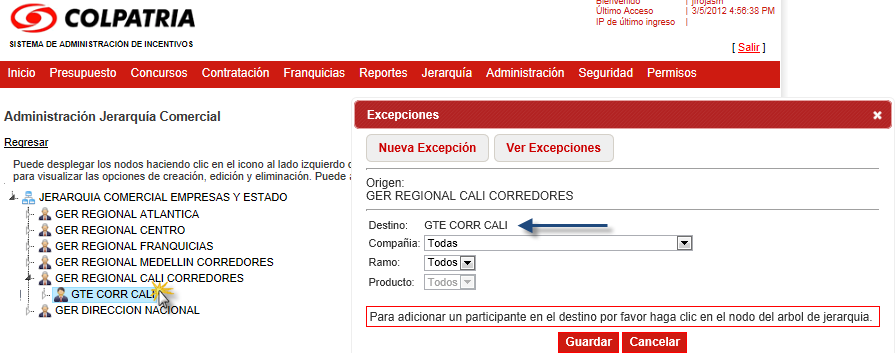 COLPATRIA
SISTEMA DE ADMINISTRACIÓN DE INCENTIVOS
Bienvenido | jirojasm
Último Acceso | 3/5/2012 4:56:38 PM
IP de último ingreso |
[ Salir ]
Inicio Presupuesto Concursos Contratación Franquicias Reportes Jerarquía Administración Seguridad Permisos
Administración Jerarquía Comercial
Regresar
Puede desplegar los nodos haciendo clic en el icono al lado izquierdo
para visualizar las opciones de creación, edición y eliminación. Puede
JERARQUIA COMERCIAL EMPRESAS Y ESTADO
GER REGIONAL ATLANTICA
GER REGIONAL CENTRO
GER REGIONAL FRANQUICIAS
GER REGIONAL MEDELLIN CORREDORES
GER REGIONAL CALI CORREDORES
GTE CORR CALI
GER DIRECCION NACIONAL
Excepciones
Nueva Excepción Ver Excepciones
Origen:
GER REGIONAL CALI CORREDORES
Destino: GTE CORR CALI
Compañia: Todas
Ramo: Todos
Producto: Todos
Para adicionar un participante en el destino por favor haga clic en el nodo del arbol de jerarquia.
Guardar Cancelar